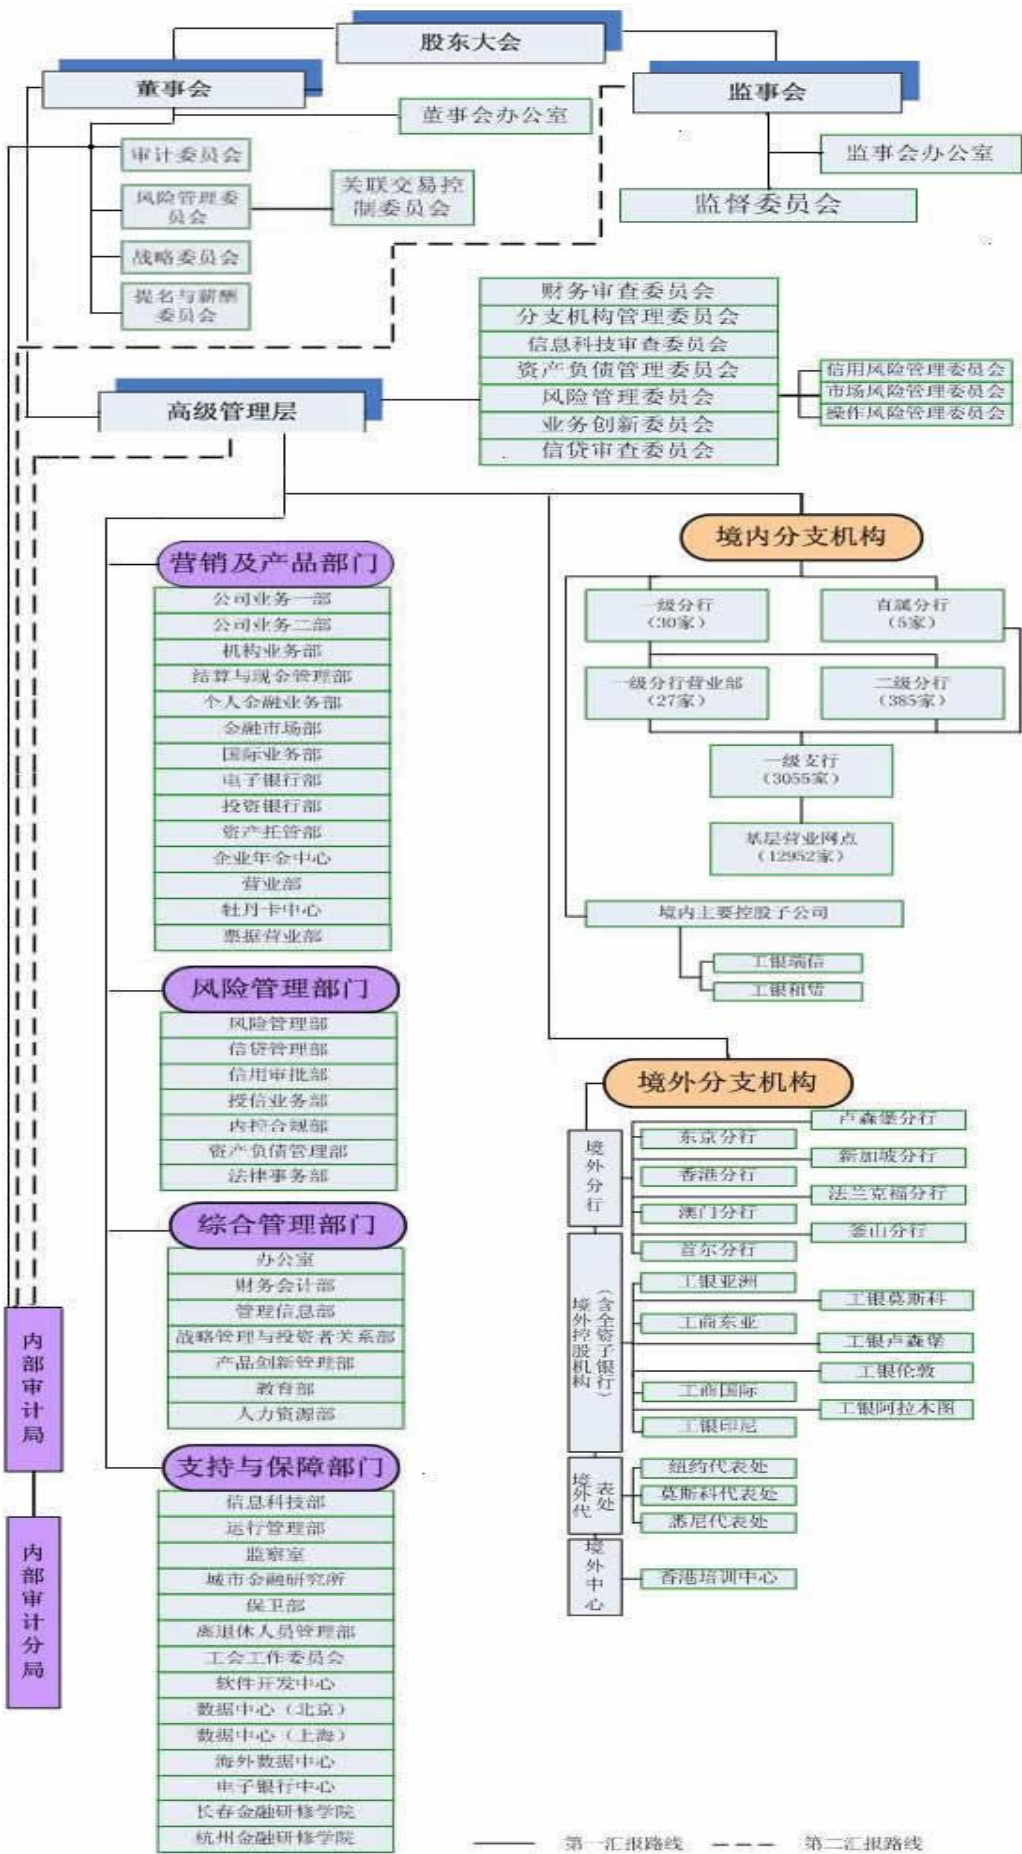 股东大会
董事会
监事会
董事会办公室
审计委员会
监事会办公室
风险管理委
员会
关联交易控
制委员会
监督委员会
战略委员会
提名与薪酬
委员会
财务审查委员会
分支机构管理委员会
信息科技审查委员会
资产负债管理委员会
风险管理委员会
业务创新委员会
信贷审查委员会
信用风险管理委员会
市场风险管理委员会
操作风险管理委员会
高级管理层
营销及产品部门
公司业务一部
公司业务二部
机构业务部
结算与现金管理部
个人金融业务部
金融市场部
国际业务部
电子银行部
投资银行部
资产托管部
企业年金中心
营业部
牡丹卡中心
票据营业部
风险管理部门
风险管理部
信贷管理部
信用审批部
授信业务部
内控合规部
资产负债管理部
法律事务部
综合管理部门
办公室
财务会计部
管理信息部
战略管理与投资者关系部
产品创新管理部
教育部
人力资源部
支持与保障部门
信息科技部
运行管理部
监察室
城市金融研究所
保卫部
离退休人员管理部
工会工作委员会
软件开发中心
数据中心（北京）
数据中心（上海）
海外数据中心
电子银行中心
长春金融研修学院
杭州金融研修学院
内部审计局
内部审计分局
境内分支机构
一级分行
（30家）
直属分行
（5家）
一级分行营业部
（27家）
二级分行
（385家）
一级支行
（3055家）
基层营业网点
（12952家）
境内主要控股子公司
工银瑞信
工银租赁
境外分支机构
境外分行
卢森堡分行
东京分行
新加坡分行
香港分行
法兰克福分行
澳门分行
釜山分行
首尔分行
境外控股机构
（含全资子银行）
工银亚洲
工银莫斯科
工商东亚
工银卢森堡
工银伦敦
工商国际
工银阿拉木图
工银印尼
境外代表处
纽约代表处
莫斯科代表处
悉尼代表处
境外中心
香港培训中心
第一汇报路线
第二汇报路线